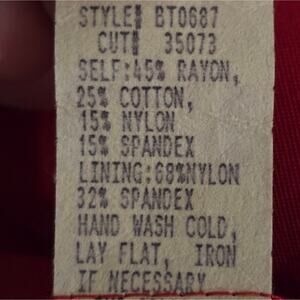 STYLE# BT0687
CUT# 35073
SELF:45% RAYON,
25% COTTON,
15% NYLON
15% SPANDEX
LINING:68%NYLON
32% SPANDEX
HAND WASH COLD,
LAY FLAT, IRON
IF NECESSARY